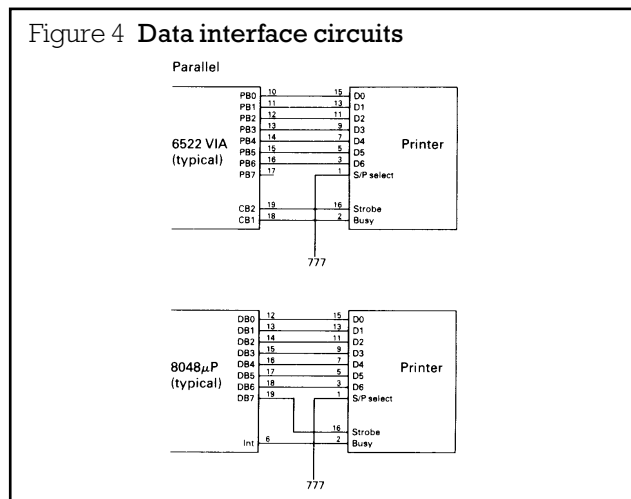 Figure 4 Data interface circuits
Parallel
PB0 10 15 D0
PB1 11 13 D1
PB2 12 11 D2
PB3 13 9 D3
6522 VIA PB4 14 7 D4 Printer
(typical) PB5 15 5 D5
PB6 16 3 D6
PB7 17 1 S/P select
CB2 19 16 Strobe
CB1 18 2 Busy
777
DB0 12 15 D0
DB1 13 13 D1
DB2 14 11 D2
DB3 15 9 D3
8048μP DB4 16 7 D4 Printer
(typical) DB5 17 5 D5
DB6 18 3 D6
DB7 19 1 S/P select
16 Strobe
Int 6 2 Busy
777